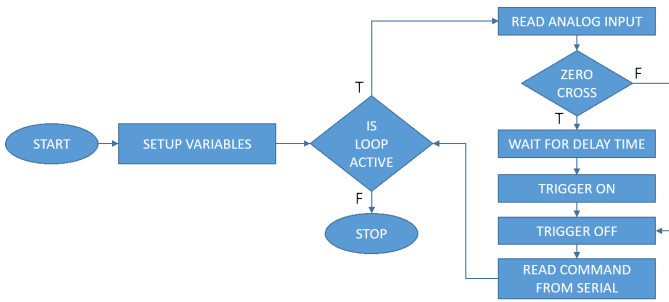 START
SETUP VARIABLES
IS
LOOP
ACTIVE
T
F
STOP
READ ANALOG INPUT
ZERO
CROSS
F
T
WAIT FOR DELAY TIME
TRIGGER ON
TRIGGER OFF
READ COMMAND
FROM SERIAL